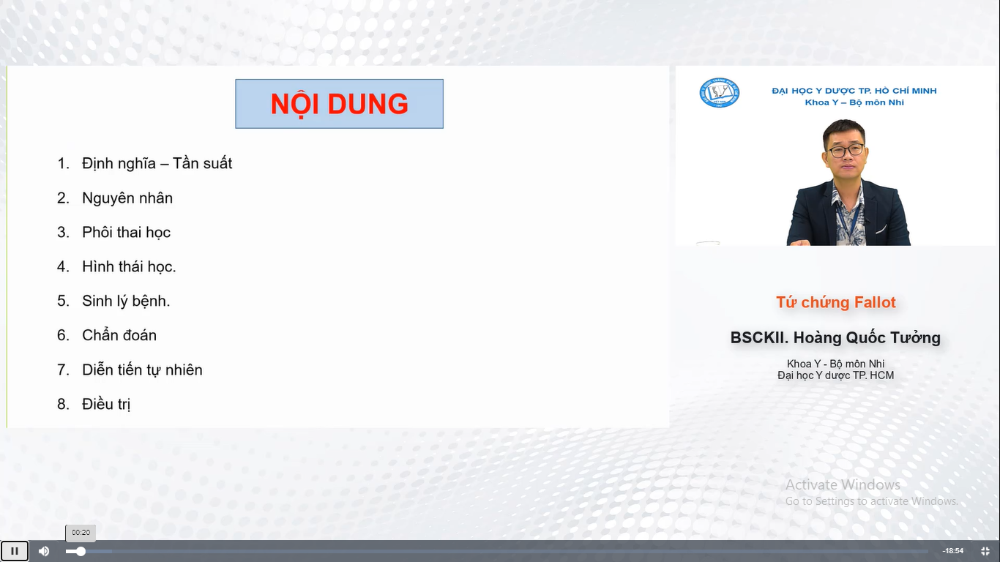 NỘI DUNG
1. Định nghĩa – Tần suất
2. Nguyên nhân
3. Phôi thai học
4. Hình thái học.
5. Sinh lý bệnh.
6. Chẩn đoán
7. Diễn tiến tự nhiên
8. Điều trị
ĐẠI HỌC Y DƯỢC TP. HỒ CHÍ MINH
Khoa Y – Bộ môn Nhi
Tứ chứng Fallot
BSCKII. Hoàng Quốc Tưởng
Khoa Y - Bộ môn Nhi
Đại học Y dược TP. HCM
Activate Windows
Go to Settings to activate Windows.
00:20
-18:54